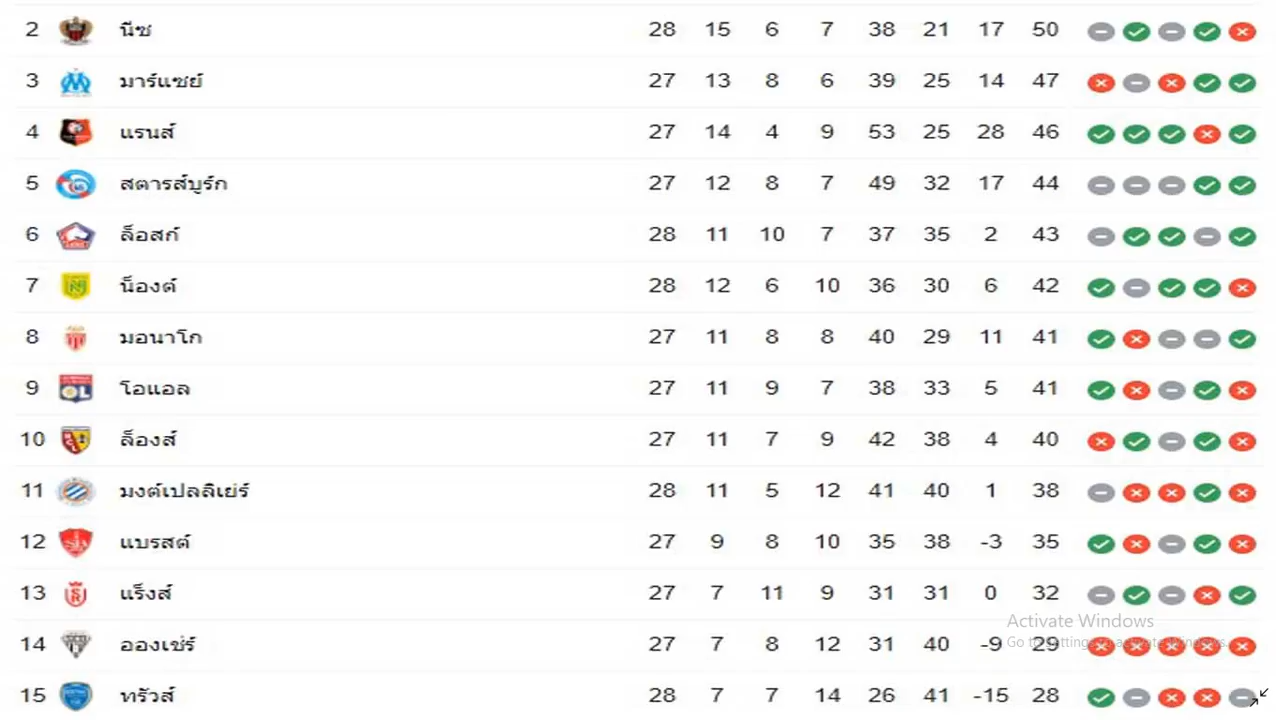 2 นีซ 28 15 6 7 38 21 17 50
3 มาร์แซย์ 27 13 8 6 39 25 14 47
4 แรนส์ 27 14 4 9 53 25 28 46
5 สตารส์บูร์ก 27 12 8 7 49 32 17 44
6 ล็อสก์ 28 11 10 7 37 35 2 43
7 น็องต์ 28 12 6 10 36 30 6 42
8 มอนาโก 27 11 8 8 40 29 11 41
9 โอแอล 27 11 9 7 38 33 5 41
10 ล็องส์ 27 11 7 9 42 38 4 40
11 มงต์เปลลิเย่ร์ 28 11 5 12 41 40 1 38
12 แบรสต์ 27 9 8 10 35 38 -3 35
13 แร็งส์ 27 7 11 9 31 31 0 32
Activate Windows
Go to Settings to activate Windows.
14 อองเช่ร์ 27 7 8 12 31 40 -9 29
15 ทรัวส์ 28 7 7 14 26 41 -15 28